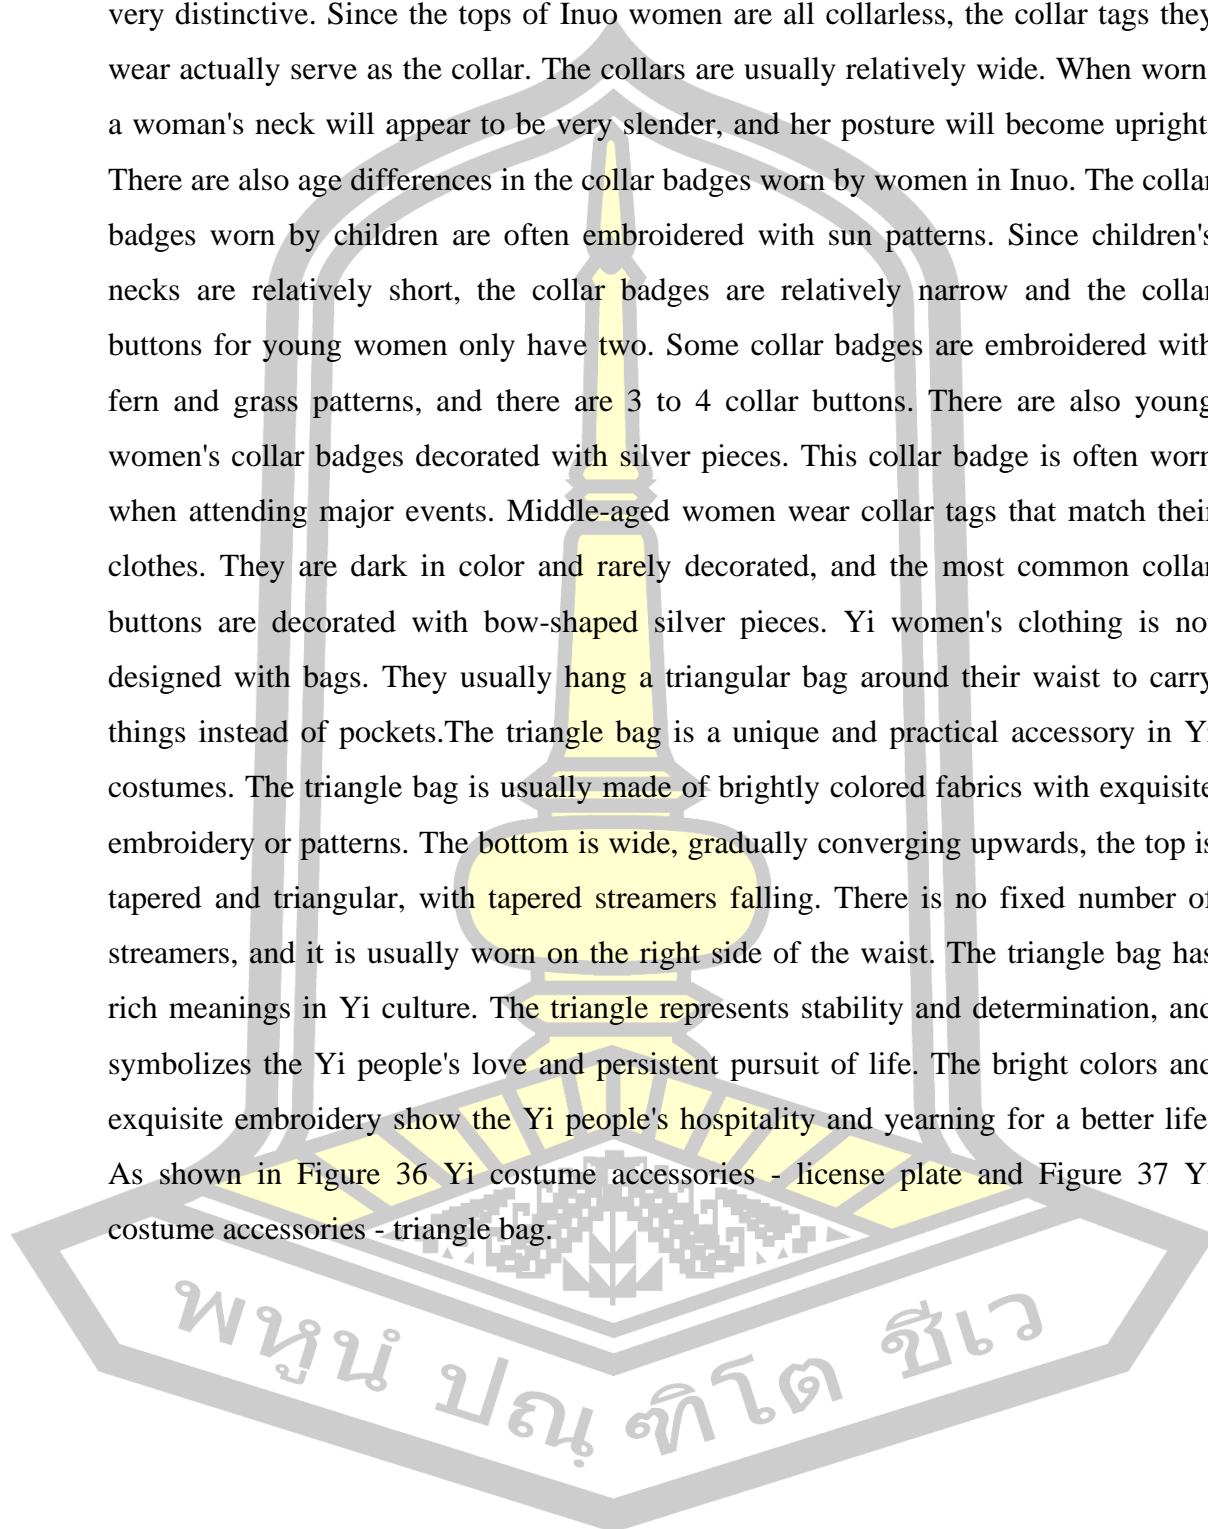 very distinctive. Since the tops of Inuo women are all collarless, the collar tags they
wear actually serve as the collar. The collars are usually relatively wide. When worn
a woman's neck will appear to be very slender, and her posture will become upright
There are also age differences in the collar badges worn by women in Inuo. The collar
badges worn by children are often embroidered with sun patterns. Since children's
necks are relatively short, the collar badges are relatively narrow and the collar
buttons for young women only have two. Some collar badges are embroidered with
fern and grass patterns, and there are 3 to 4 collar buttons. There are also young
women's collar badges decorated with silver pieces. This collar badge is often worn
when attending major events. Middle-aged women wear collar tags that match their
clothes. They are dark in color and rarely decorated, and the most common collar
buttons are decorated with bow-shaped silver pieces. Yi women's clothing is not
designed with bags. They usually hang a triangular bag around their waist to carry
things instead of pockets.The triangle bag is a unique and practical accessory in Yi
costumes. The triangle bag is usually made of brightly colored fabrics with exquisite
embroidery or patterns. The bottom is wide, gradually converging upwards, the top is
tapered and triangular, with tapered streamers falling. There is no fixed number of
streamers, and it is usually worn on the right side of the waist. The triangle bag has
rich meanings in Yi culture. The triangle represents stability and determination, and
symbolizes the Yi people's love and persistent pursuit of life. The bright colors and
exquisite embroidery show the Yi people's hospitality and yearning for a better life
As shown in Figure 36 Yi costume accessories - license plate and Figure 37 Yi
costume accessories - triangle bag.
พหูนํ ปณฺฑิโต ชีเว